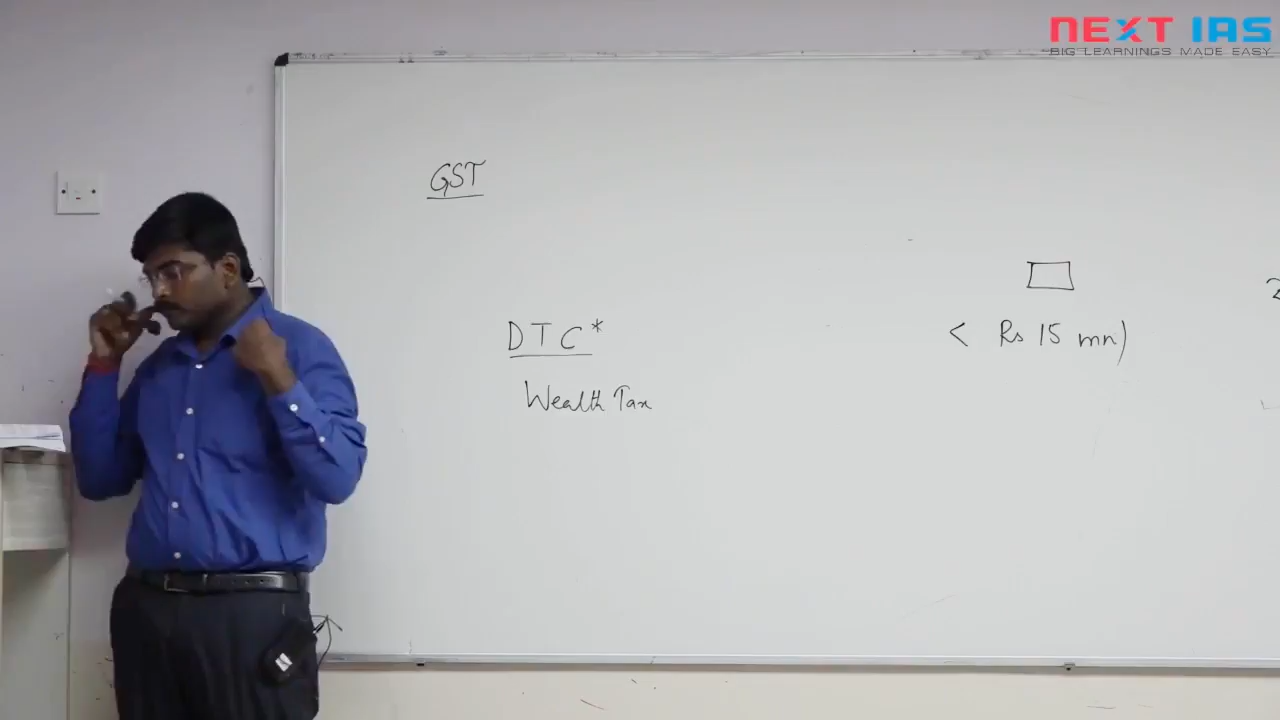 NEXT IAS
BIG LEARNINGS MADE EASY
GST
DTC*
Wealth Tax
< Rs 15 mn)